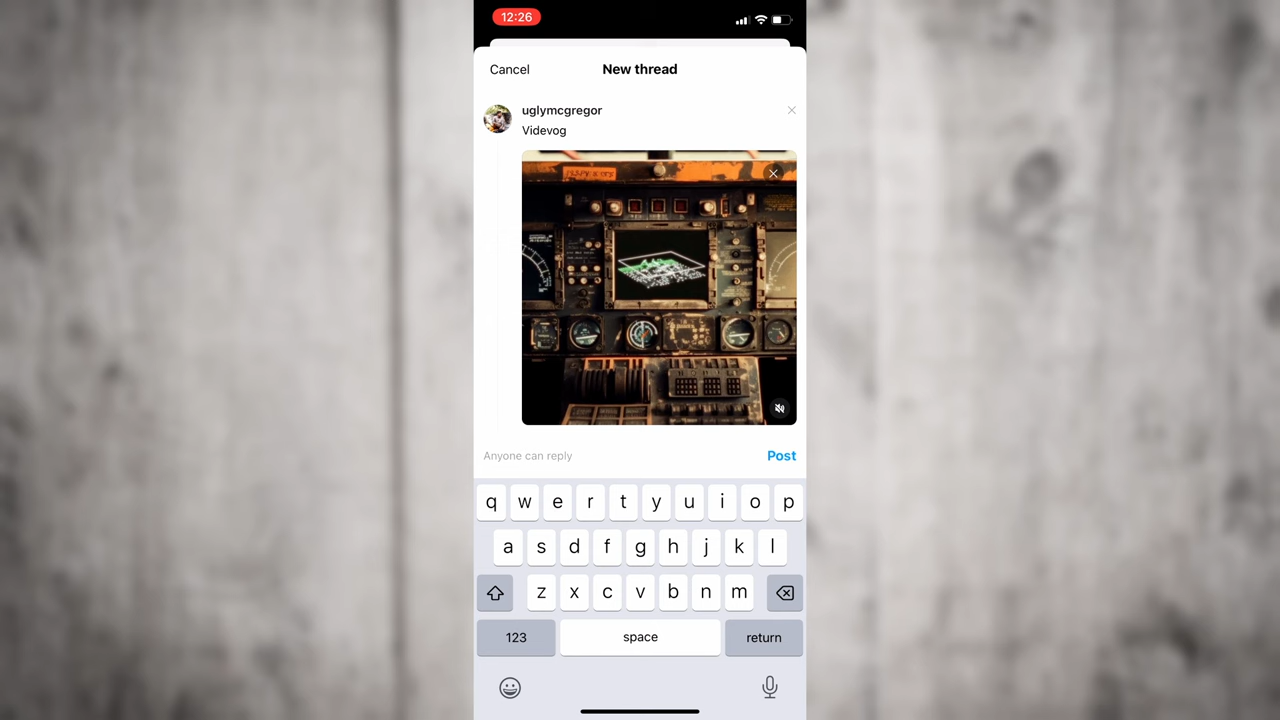 12:26
Cancel
New thread
uglymcgregor
Videvog
Anyone can reply
Post
q w e r t y u i o p
a s d f g h j k l
z x c v b n m
123
space
return